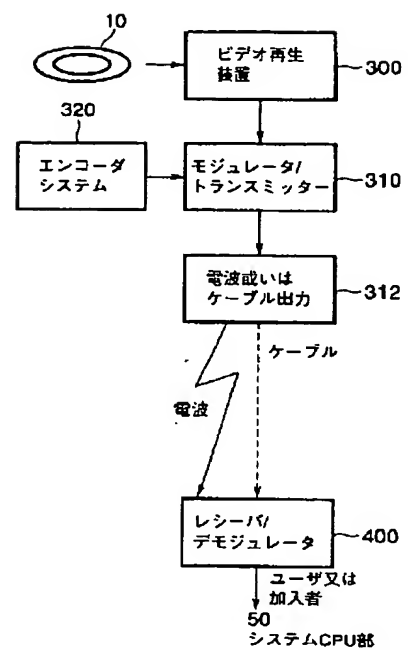 10
ビデオ再生
装置
300
320
エンコーダ
システム
モジュレータ/
トランスミッター
310
電波或いは
ケーブル出力
312
ケーブル
電波
レシーバ/
デモジュレータ
400
ユーザ又は
加入者
50
システムCPU部